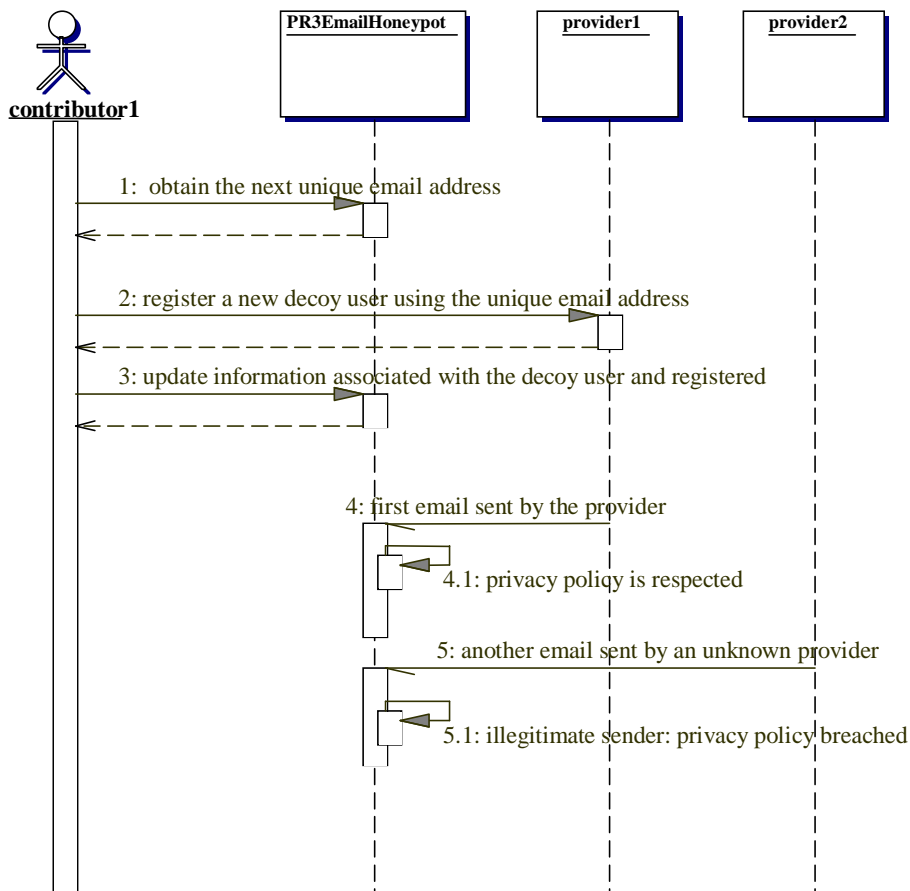 PR3EmailHoneypot
provider1
provider2
contributor1
1: obtain the next unique email address
2: register a new decoy user using the unique email address
3: update information associated with the decoy user and registered
4: first email sent by the provider
4.1: privacy policy is respected
5: another email sent by an unknown provider
5.1: illegitimate sender: privacy policy breached